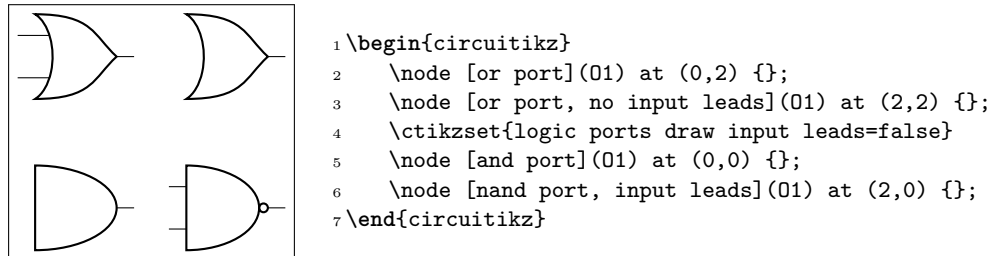 1 \begin{circuitikz}
2     \node [or port](O1) at (0,2) {};
3     \node [or port, no input leads](O1) at (2,2) {};
4     \ctikzset{logic ports draw input leads=false}
5     \node [and port](O1) at (0,0) {};
6     \node [nand port, input leads](O1) at (2,0) {};
7 \end{circuitikz}